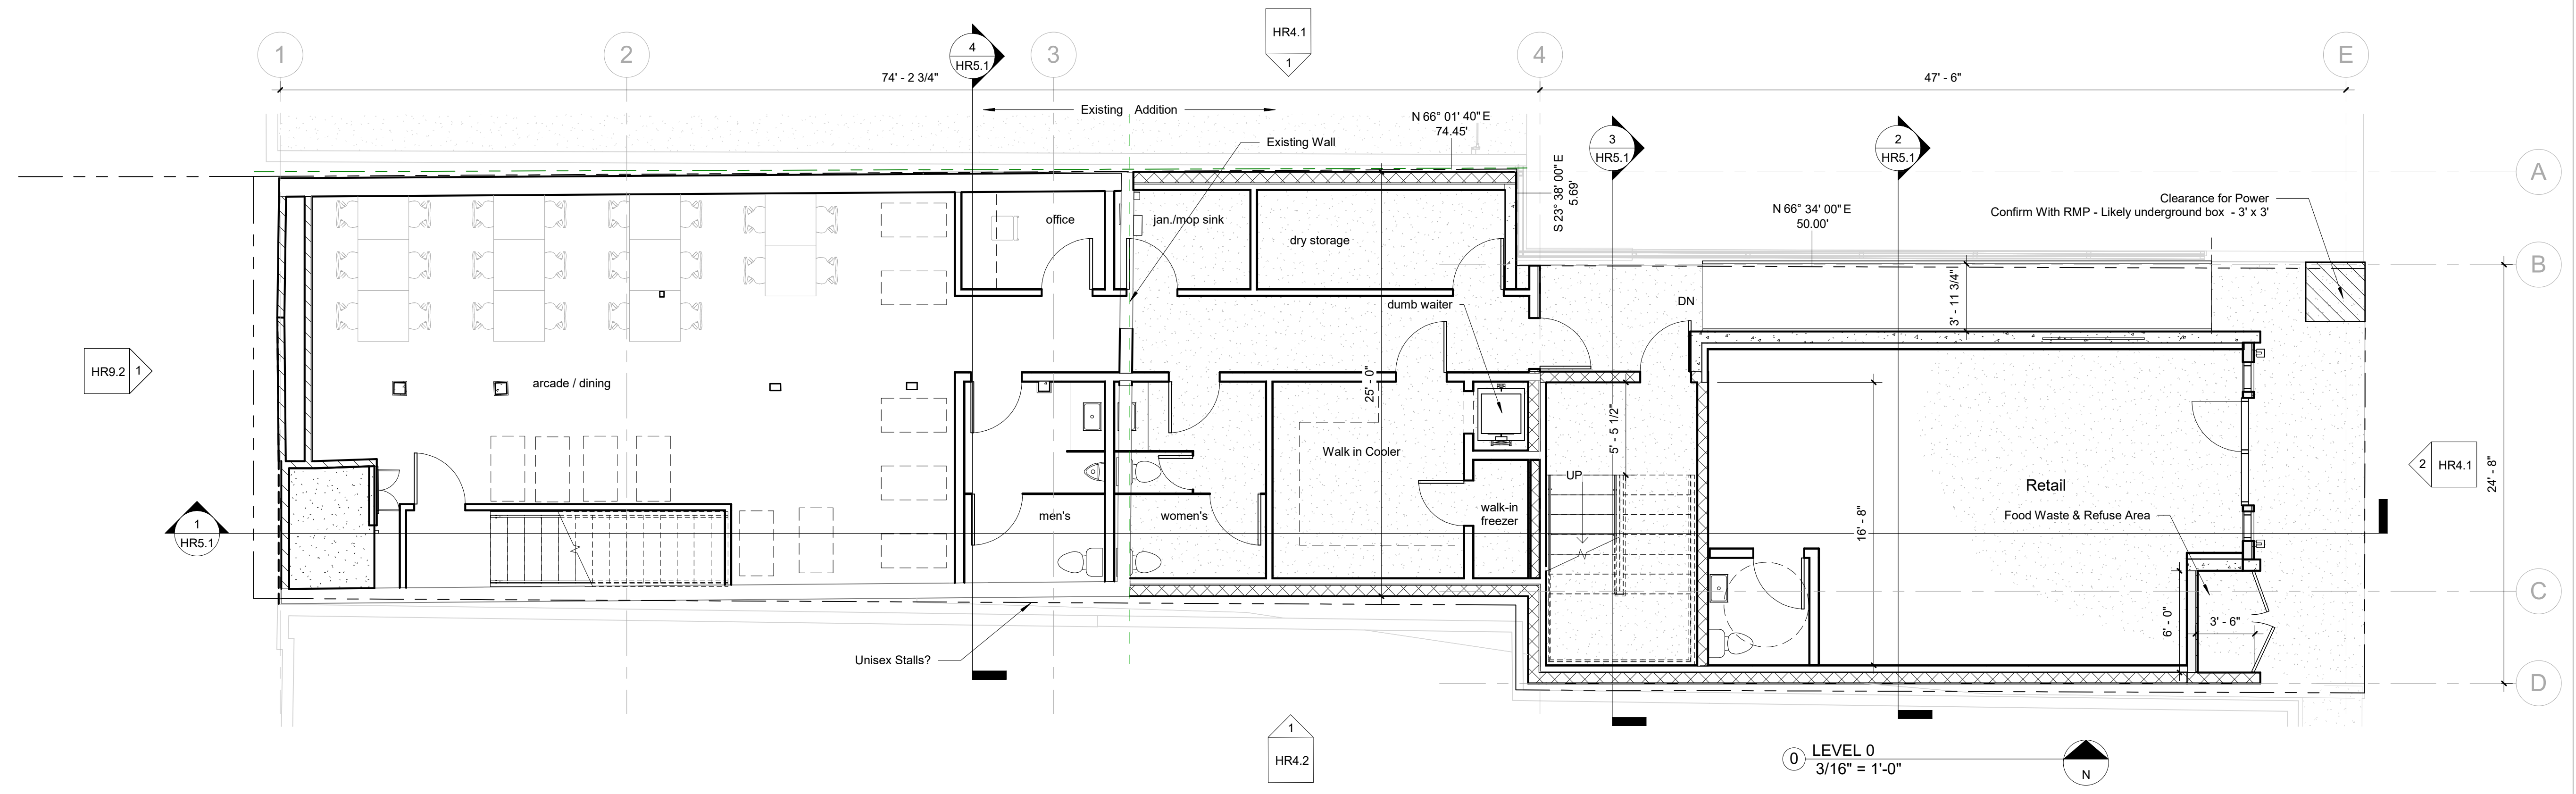 HR4.1
1
1
2
4
HR5.1
3
4
E
74' - 2 3/4"
47' - 6"
Existing Addition
N 66° 01' 40" E
74.45'
Existing Wall
3
HR5.1
2
HR5.1
S 23° 38' 00" E
5.69'
A
Clearance for Power
Confirm With RMP - Likely underground box - 3' x 3'
N 66° 34' 00" E
50.00'
office
jan./mop sink
dry storage
B
dumb waiter
DN
3' - 11 3/4"
HR9.2
1
arcade / dining
25' - 0"
5' - 5 1/2"
Walk in Cooler
UP
2
HR4.1
24' - 8"
Retail
walk-in
freezer
men's
women's
Food Waste & Refuse Area
1
HR5.1
16' - 8"
C
6' - 0"
3' - 6"
Unisex Stalls?
D
1
HR4.2
0
LEVEL 0
3/16" = 1'-0"
N